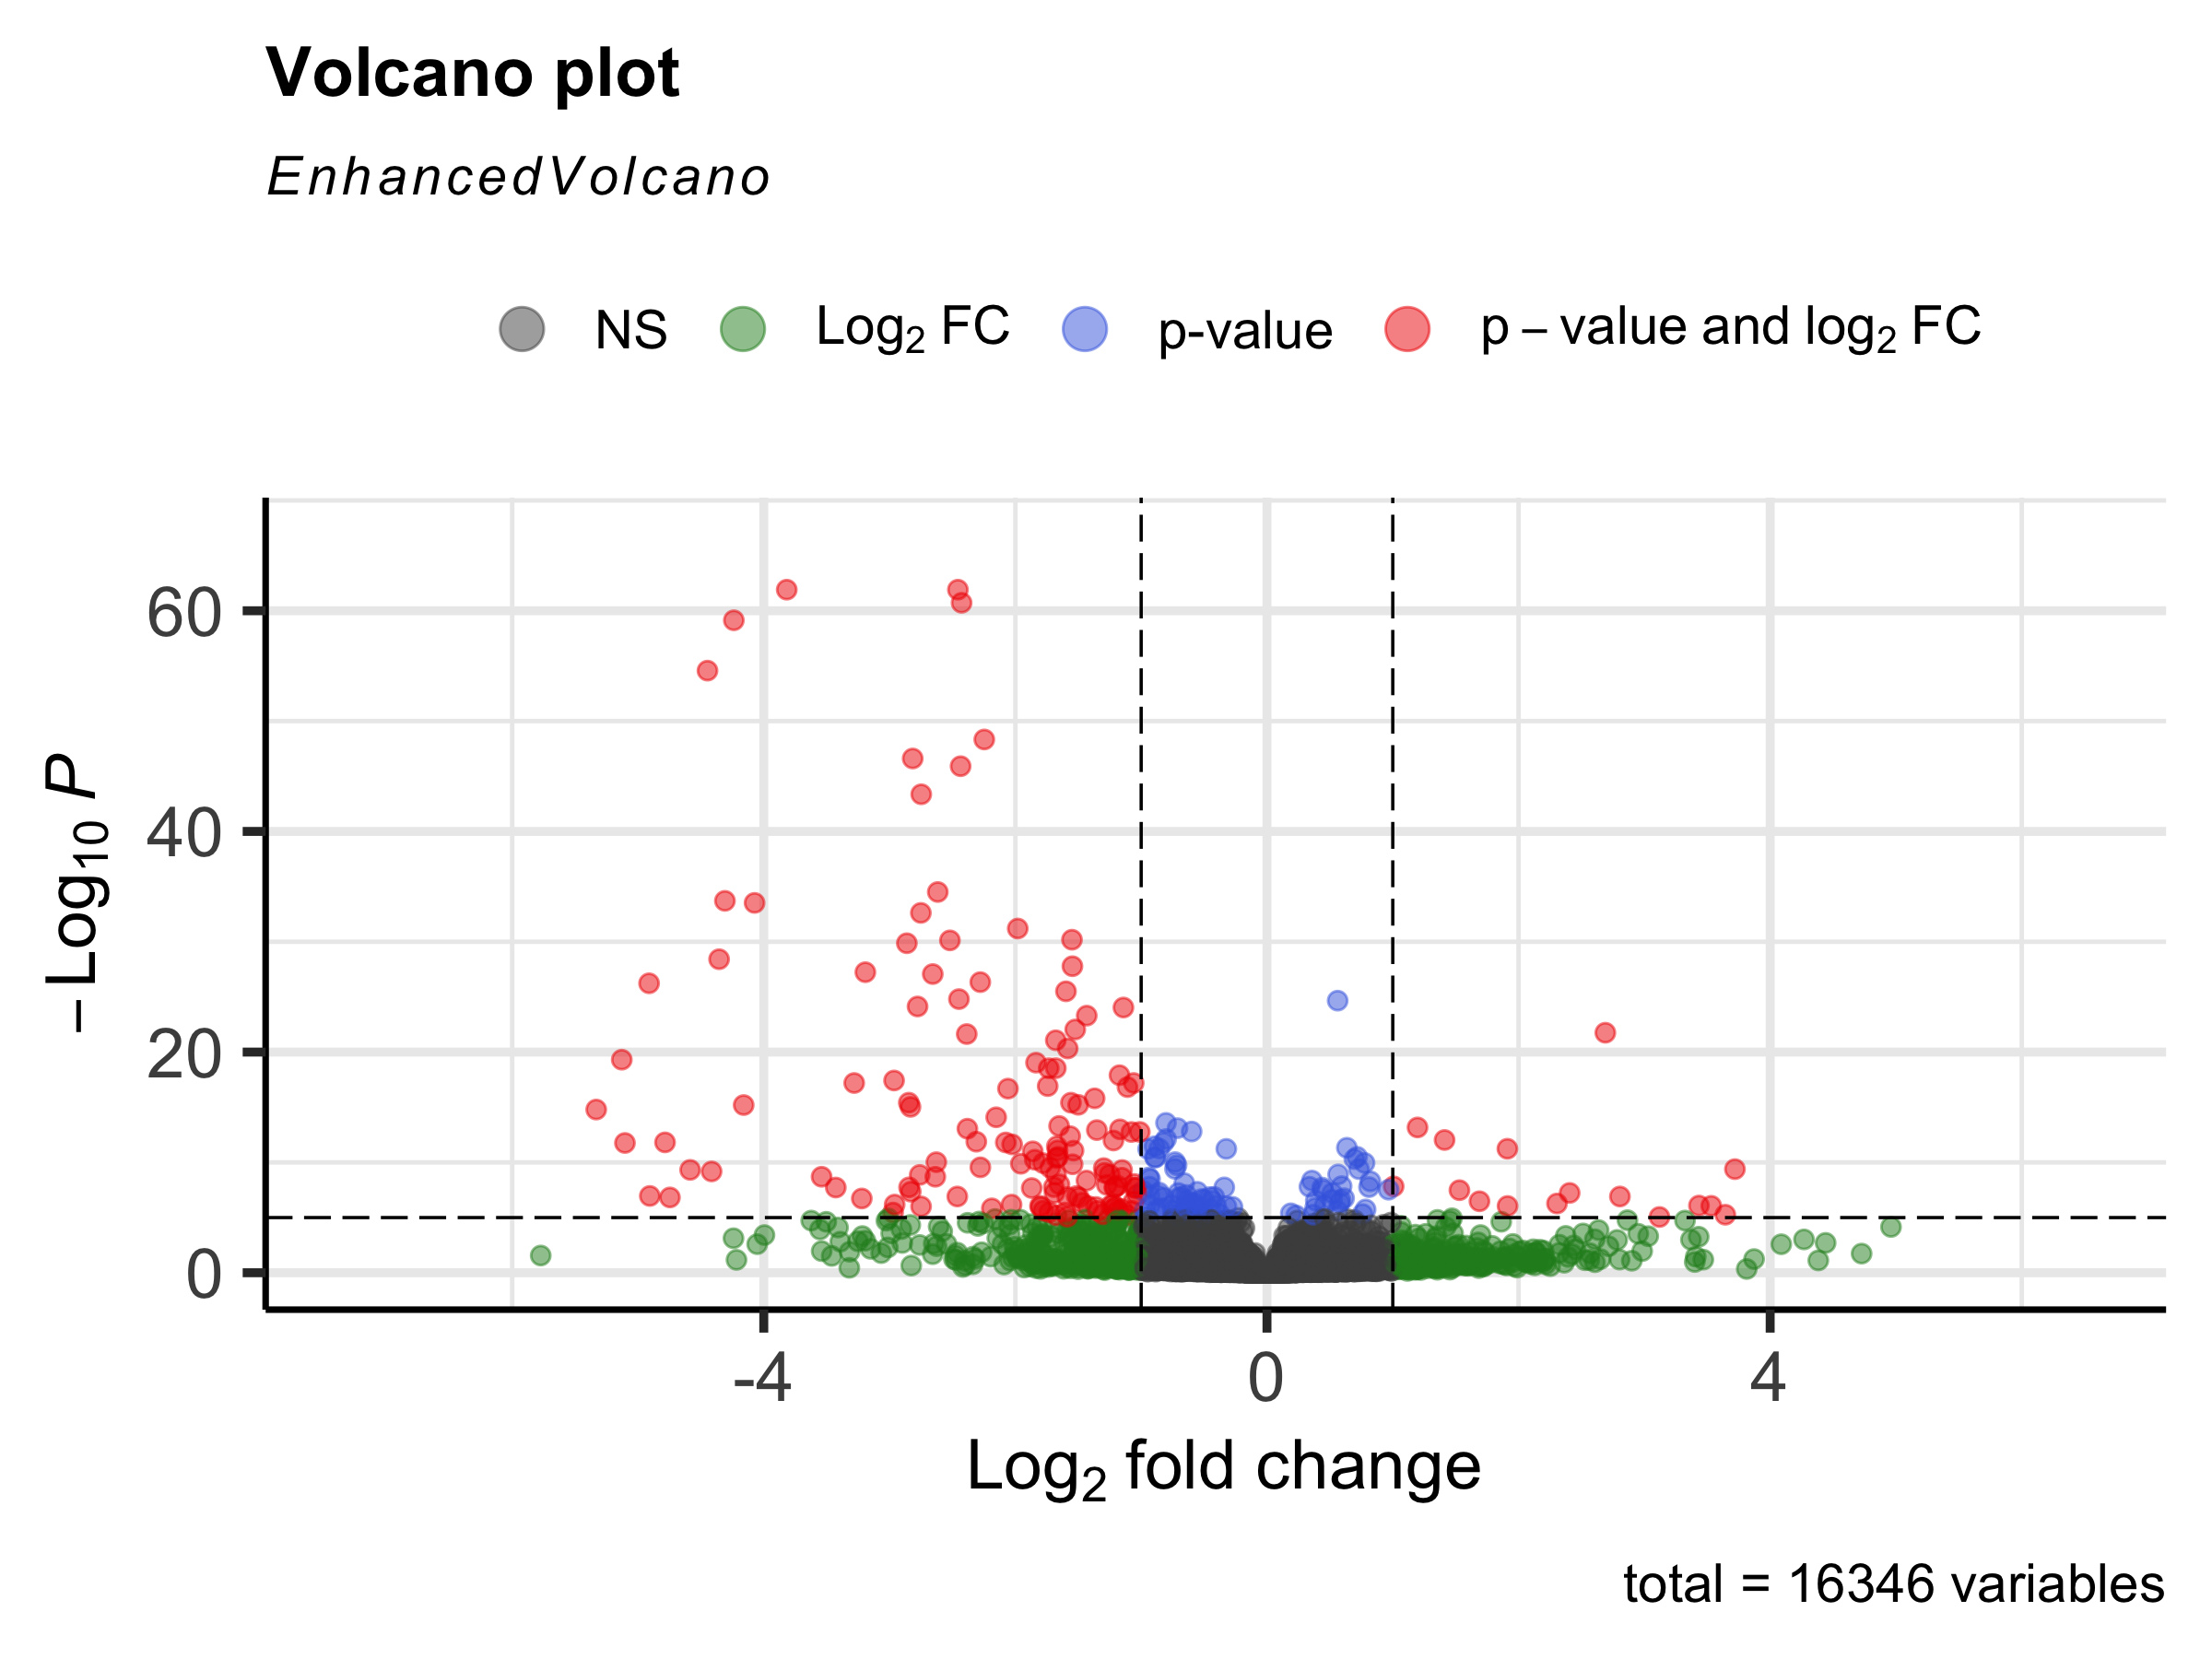 Volcano plot
EnhancedVolcano
NS Log₂ FC p-value p – value and log₂ FC
60
40
20
0
– Log₁₀ P
-4 0 4
Log₂ fold change
total = 16346 variables